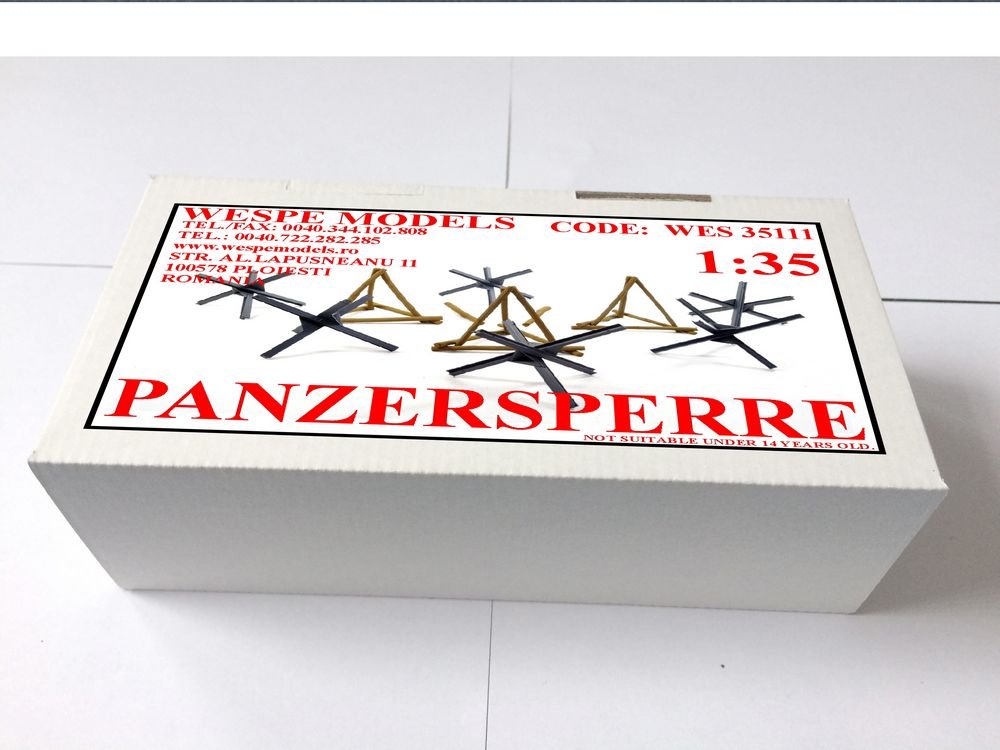 WESPE MODELS
TEL./FAX: 0040.344.102.808
TEL.: 0040.722.282.285
www.wespemodels.ro
STR. AL.LAPUSNEANU 11
100578 PLOIESTI
ROMANIA
CODE: WES 35111
1:35
PANZERSPERRE
NOT SUITABLE UNDER 14 YEARS OLD.